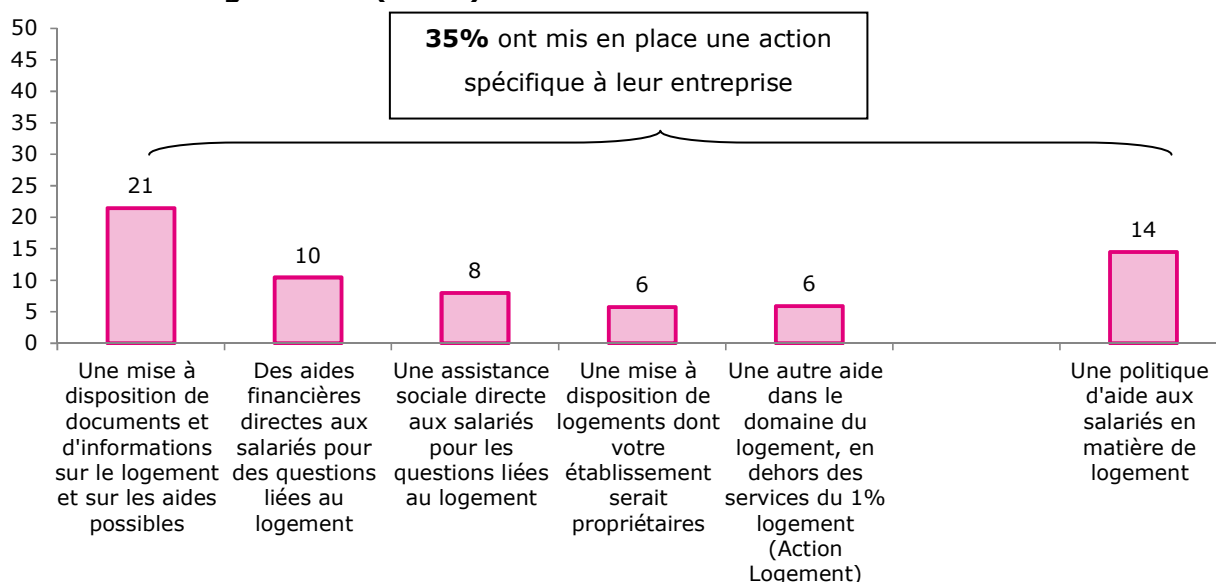 35% ont mis en place une action
spécifique à leur entreprise
50
45
40
35
30
25
20
15
10
5
0
21
10
8
6
6
14
Une mise à
disposition de
documents et
d'informations
sur le logement
et sur les aides
possibles
Des aides
financières
directes aux
salariés pour
des questions
liées au
logement
Une assistance
sociale directe
aux salariés
pour les
questions liées
au logement
Une mise à
disposition de
logements dont
votre
établissement
serait
propriétaires
Une autre aide
dans le
domaine du
logement, en
dehors des
services du 1%
logement
(Action
Logement)
Une politique
d'aide aux
salariés en
matière de
logement